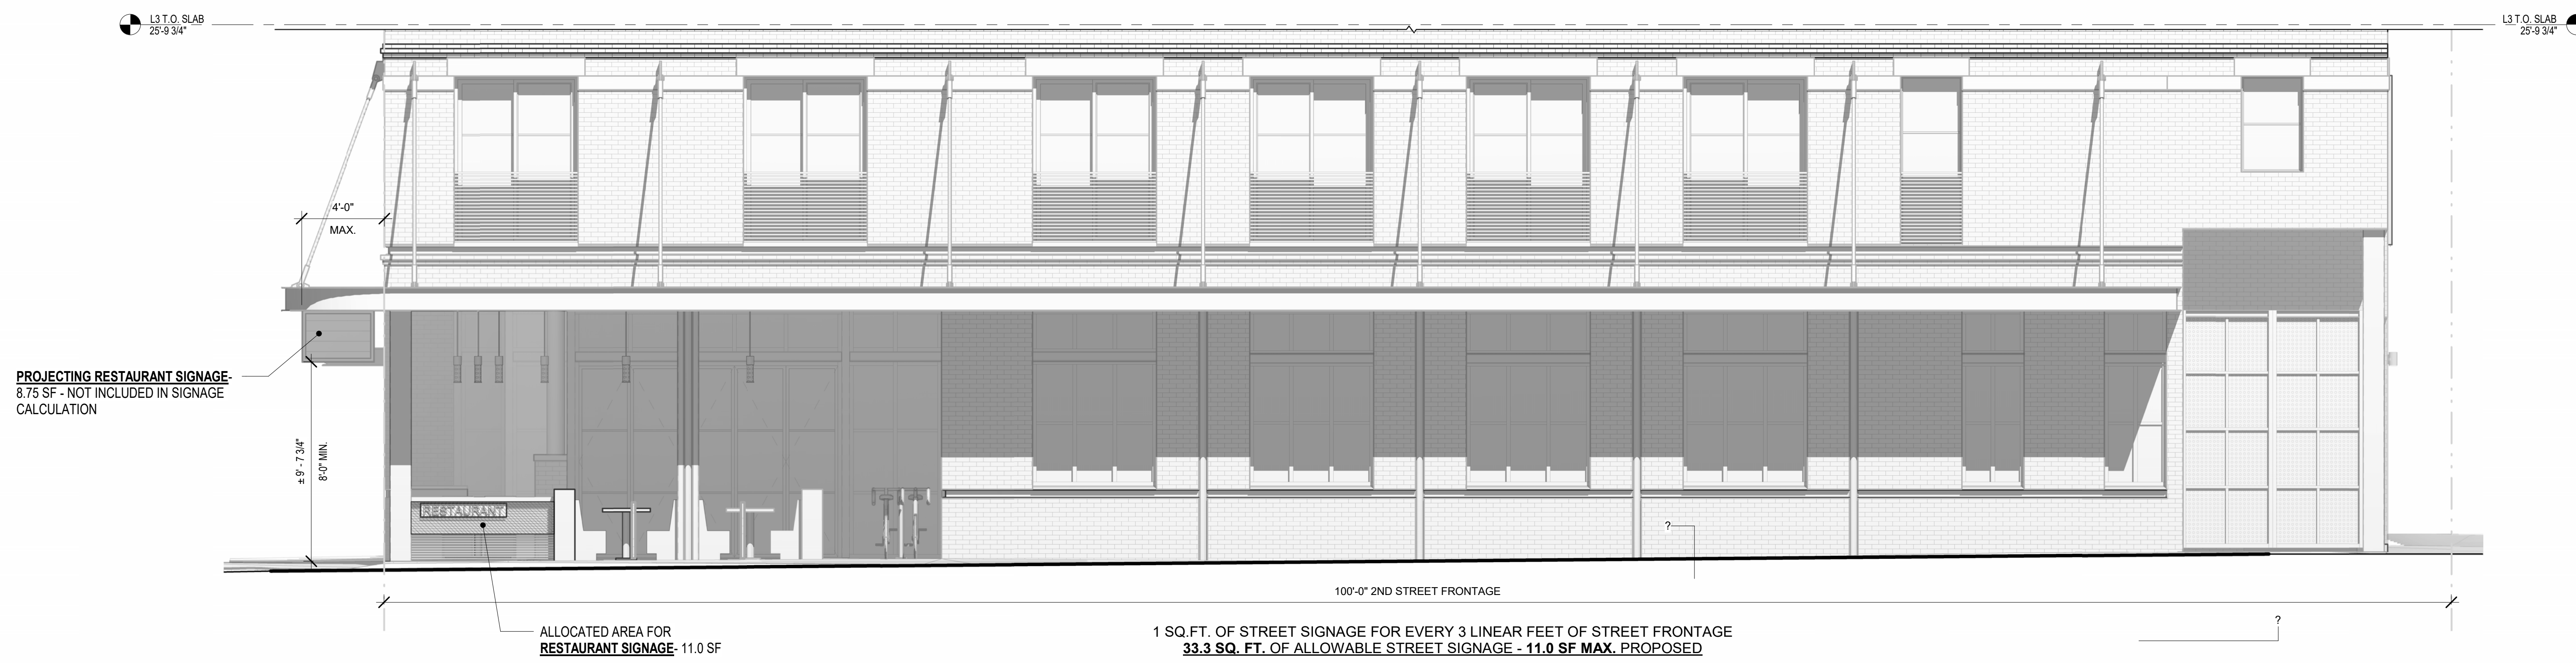 L3 T.O. SLAB
25'-9 3/4"
L3 T.O. SLAB
25'-9 3/4"
4'-0"
MAX.
PROJECTING RESTAURANT SIGNAGE-
8.75 SF - NOT INCLUDED IN SIGNAGE
CALCULATION
± 9' - 7 3/4"
8'-0" MIN.
RESTAURANT
?
100'-0" 2ND STREET FRONTAGE
?
ALLOCATED AREA FOR
RESTAURANT SIGNAGE- 11.0 SF
1 SQ.FT. OF STREET SIGNAGE FOR EVERY 3 LINEAR FEET OF STREET FRONTAGE
33.3 SQ. FT. OF ALLOWABLE STREET SIGNAGE - 11.0 SF MAX. PROPOSED